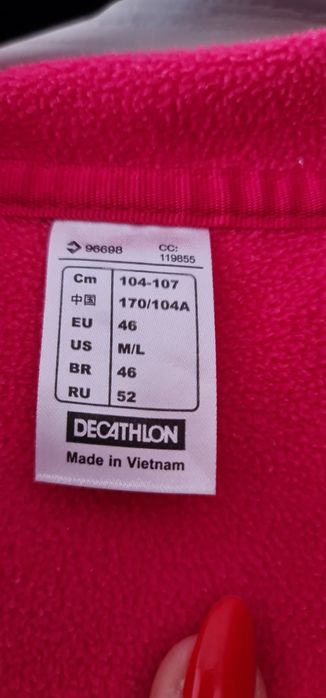 96698 CC: 119855
Cm 104-107
中国 170/104A
EU 46
US M/L
BR 46
RU 52
DECATHLON
Made in Vietnam